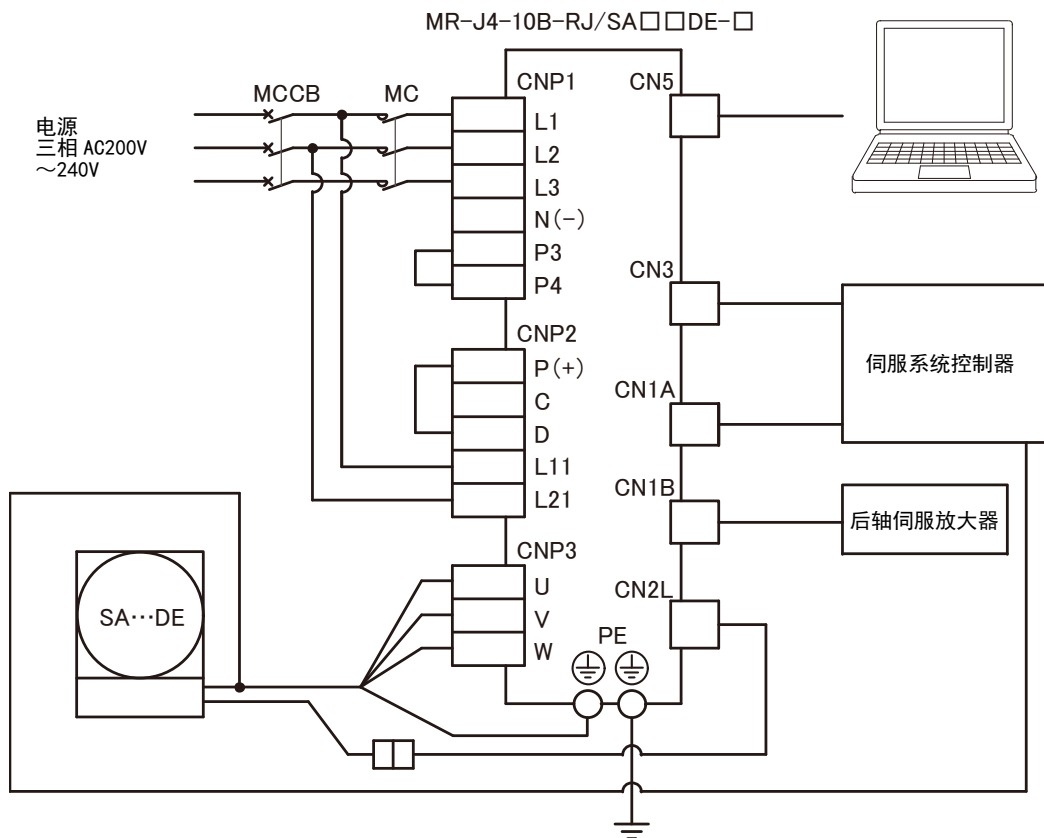 MR-J4-10B-RJ/SA□□DE-□
MCCB
MC
CNP1
CN5
电源
三相 AC200V
～240V
L1
L2
L3
N(-)
P3
P4
CN3
CNP2
P(+)
C
D
L11
L21
伺服系统控制器
CN1A
CN1B
后轴伺服放大器
CNP3
U
V
W
CN2L
PE
SA…DE